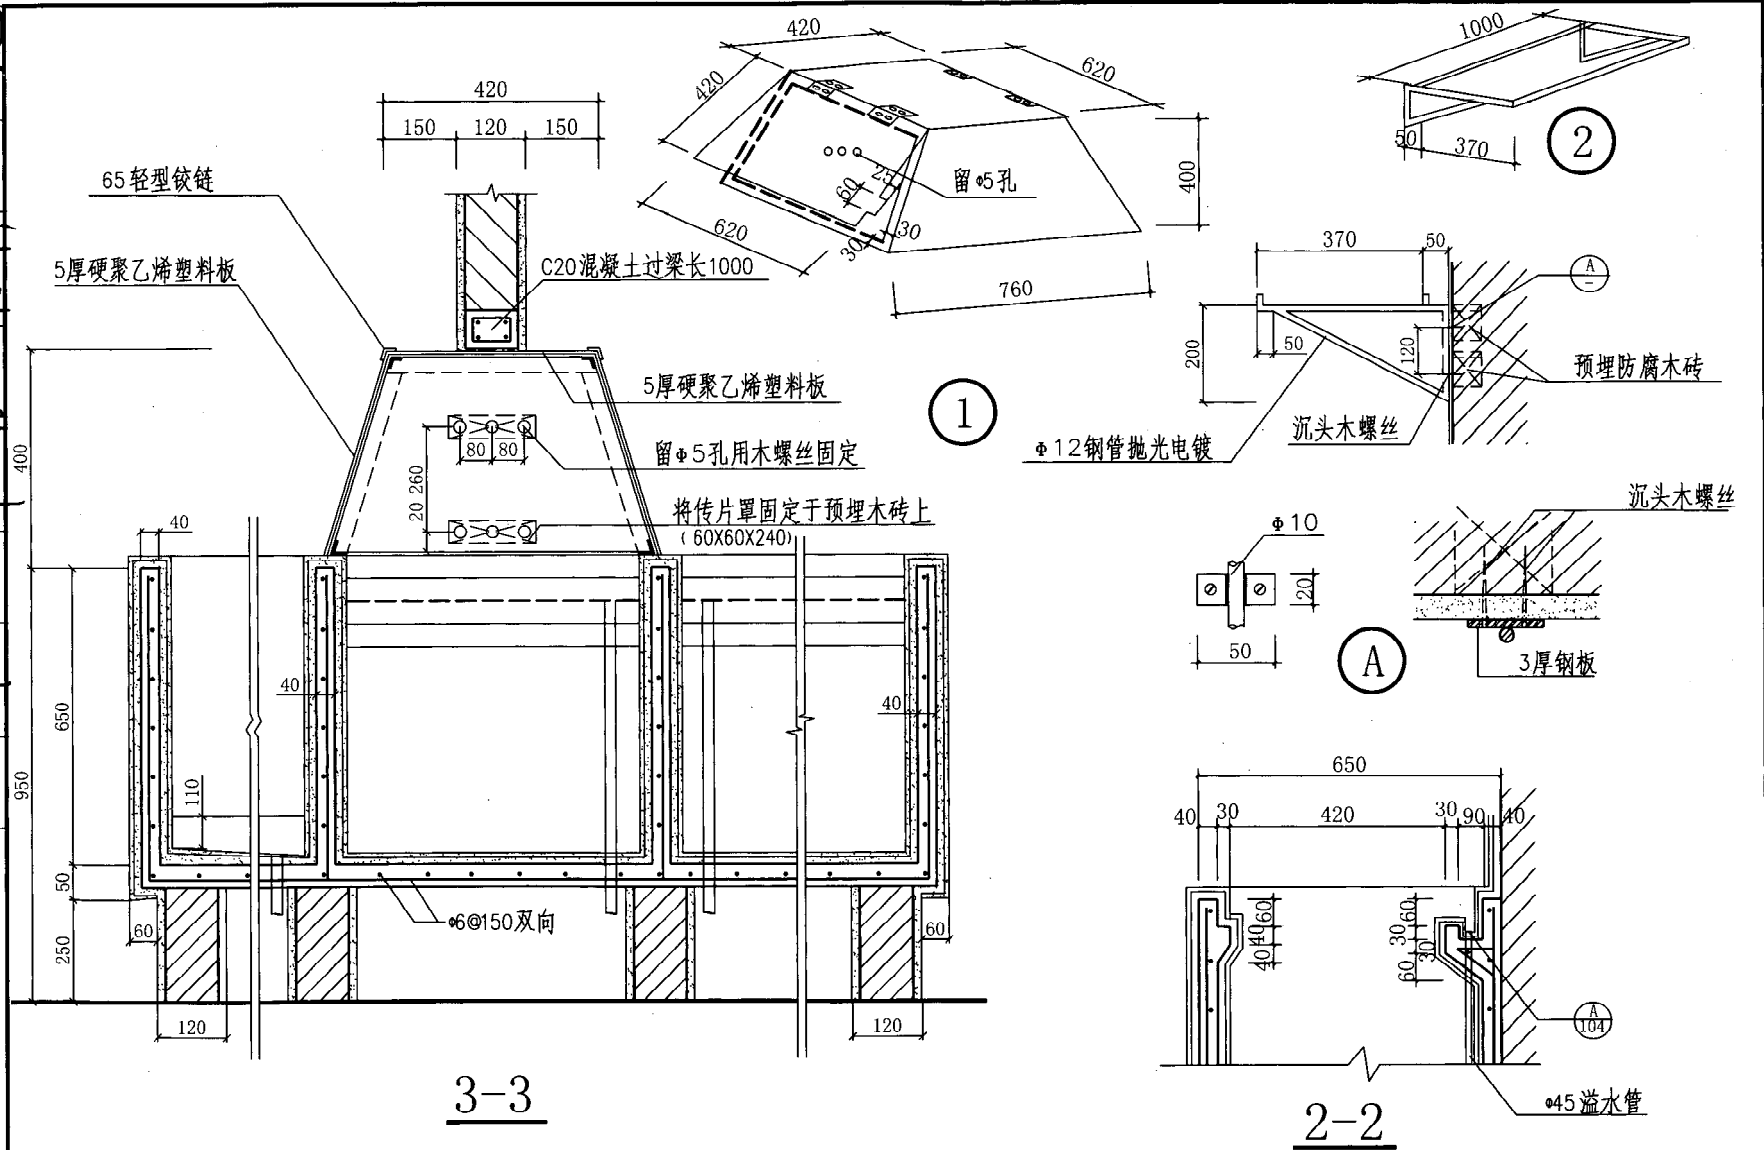 420
150 120 150
65轻型铰链
5厚硬聚乙烯塑料板
C20混凝土过梁长1000
5厚硬聚乙烯塑料板
80 80
留Φ5孔用木螺丝固定
将传片罩固定于预埋木砖上
(60X60X240)
260
20
400
950
650
50
250
40
40
40
110
60
60
120
120
Φ6@150双向
3-3
420
620
420
620
760
400
留Φ5孔
25
60
30
30
1
1000
50 370
2
370 50
A
-
200
50
120
预埋防腐木砖
沉头木螺丝
Φ12钢管抛光电镀
沉头木螺丝
Φ10
20
50
A
3厚钢板
650
40 30 420 30 90 40
60
40
40
60
30
30
60
A
104
Φ45溢水管
2-2